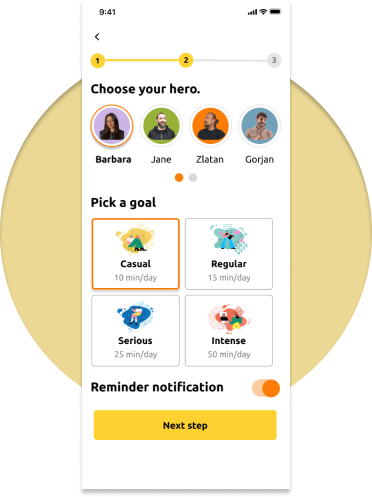 9:41
1 2 3
Choose your hero.
Barbara Jane Zlatan Gorjan
Pick a goal
Casual Regular
10 min/day 15 min/day
Serious Intense
25 min/day 50 min/day
Reminder notification
Next step